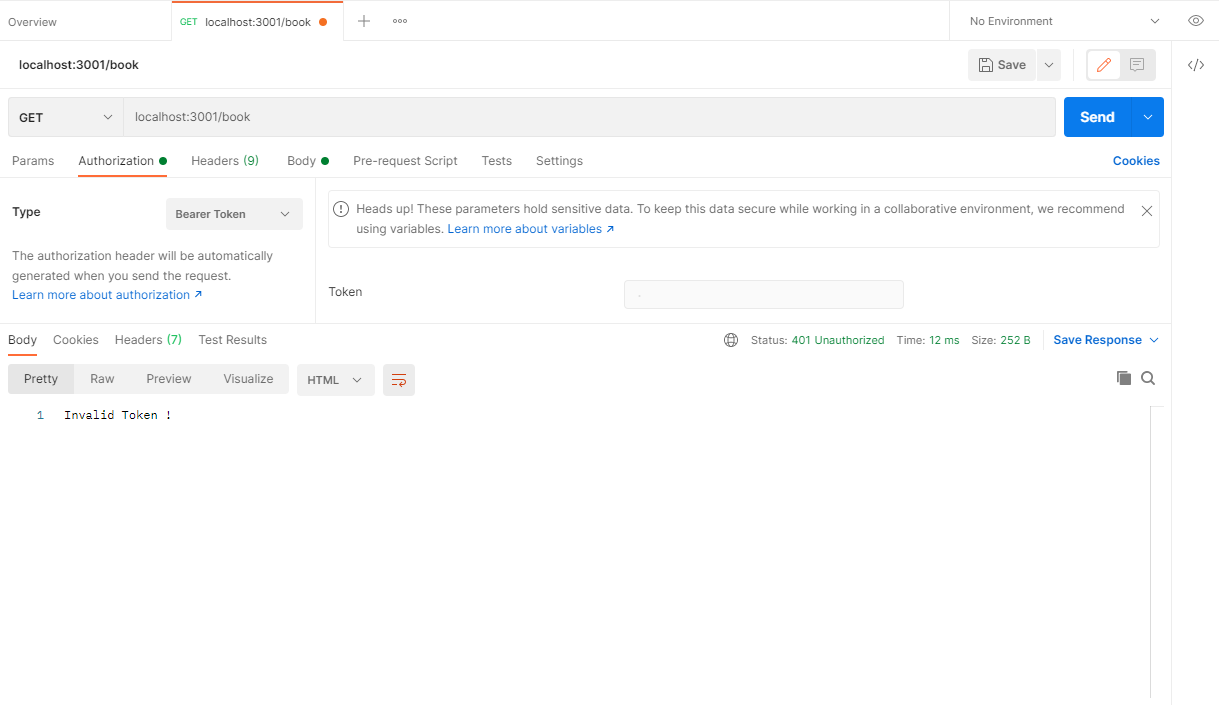 Overview
GET localhost:3001/book
No Environment
localhost:3001/book
Save
</>
GET
localhost:3001/book
Send
Params
Authorization
Headers (9)
Body
Pre-request Script
Tests
Settings
Cookies
Type
Bearer Token
The authorization header will be automatically
generated when you send the request.
Learn more about authorization ↗
Heads up! These parameters hold sensitive data. To keep this data secure while working in a collaborative environment, we recommend
using variables. Learn more about variables ↗
Token
Body
Cookies
Headers (7)
Test Results
Status: 401 Unauthorized
Time: 12 ms
Size: 252 B
Save Response
Pretty
Raw
Preview
Visualize
HTML
1 Invalid Token !